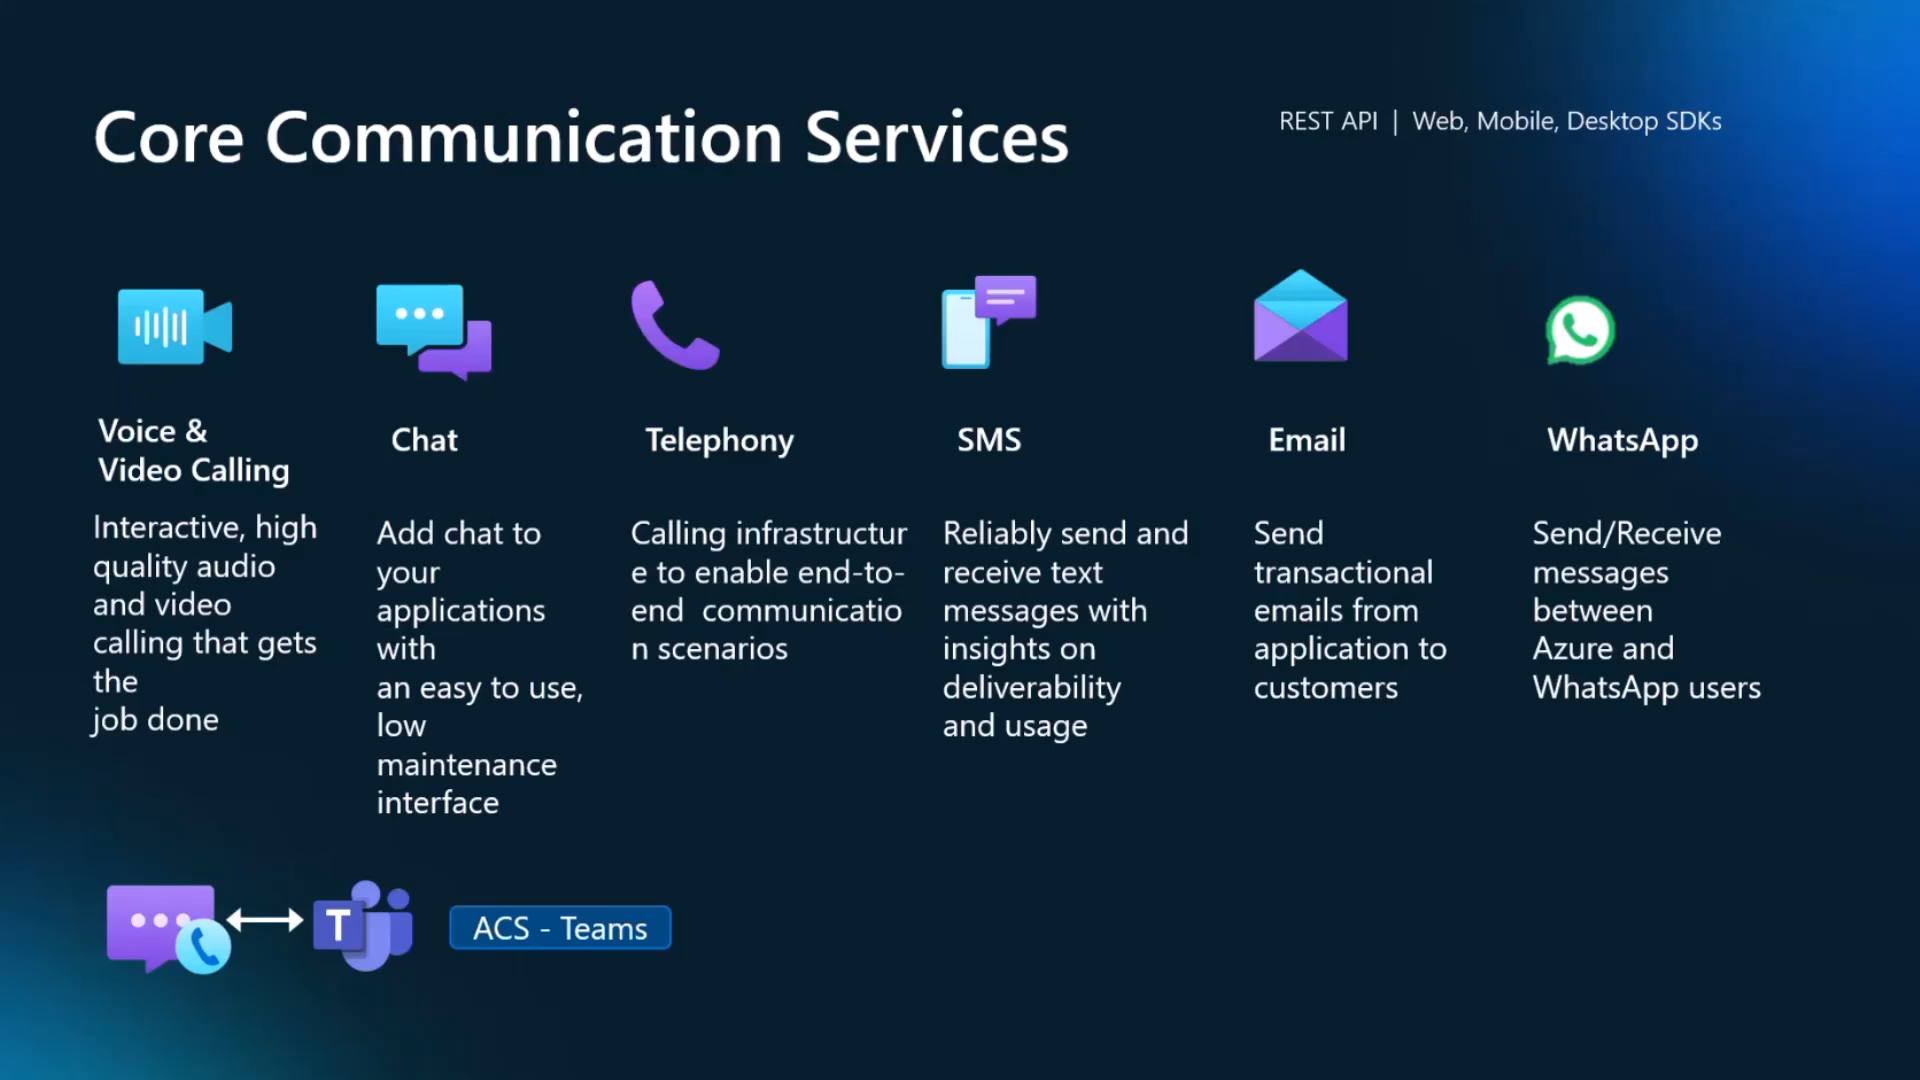 Core Communication Services
REST API | Web, Mobile, Desktop SDKs
Voice &
Video Calling
Interactive, high
quality audio
and video
calling that gets
the
job done
Chat
Add chat to
your
applications
with
an easy to use,
low
maintenance
interface
Telephony
Calling infrastructur
e to enable end-to-
end  communicatio
n scenarios
SMS
Reliably send and
receive text
messages with
insights on
deliverability
and usage
Email
Send
transactional
emails from
application to
customers
WhatsApp
Send/Receive
messages
between
Azure and
WhatsApp users
T
ACS - Teams